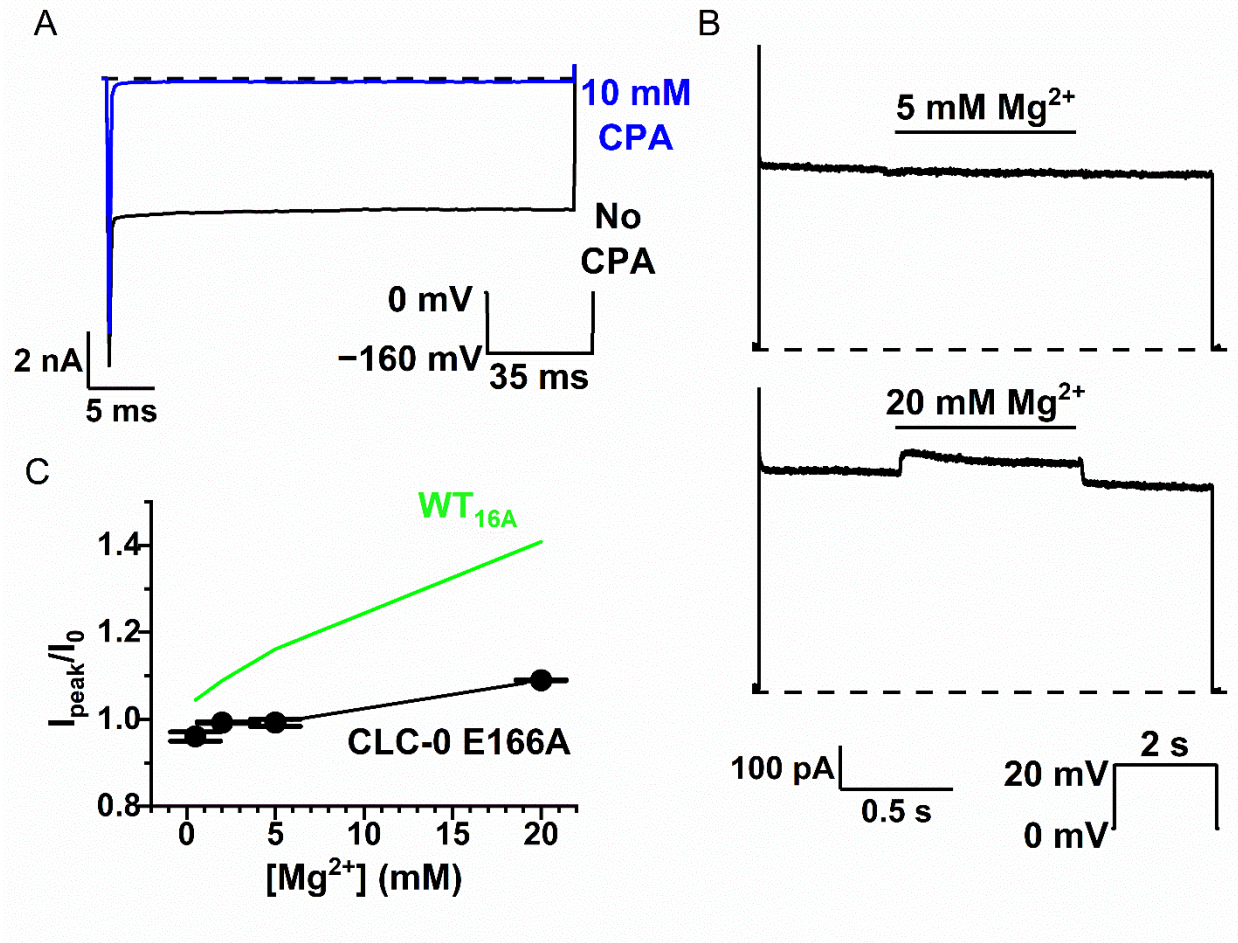 A
10 mM
CPA
No
CPA
0 mV
−160 mV
35 ms
2 nA
5 ms
B
5 mM Mg²⁺
20 mM Mg²⁺
100 pA
0.5 s
2 s
20 mV
0 mV
C
WT₁₆A
1.4
1.2
1.0
0.8
Iₚₑₐₖ/I₀
CLC-0 E166A
0 5 10 15 20
[Mg²⁺] (mM)